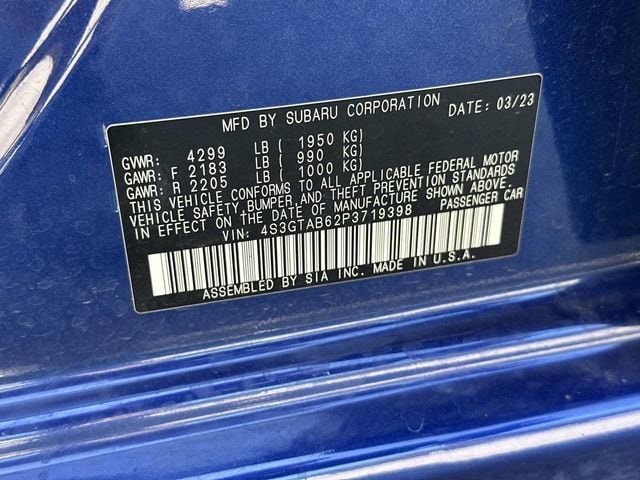 MFD BY SUBARU CORPORATION DATE: 03/23
GVWR: 4299 LB ( 1950 KG)
GAWR: F 2183 LB ( 990 KG)
GAWR: R 2205 LB ( 1000 KG)
THIS VEHICLE CONFORMS TO ALL APPLICABLE FEDERAL MOTOR
VEHICLE SAFETY, BUMPER, AND THEFT PREVENTION STANDARDS
IN EFFECT ON THE DATE OF MANUFACTURE SHOWN ABOVE.
VIN: 4S3GTAB62P3719398 PASSENGER CAR
ASSEMBLED BY SIA INC. MADE IN U.S.A.